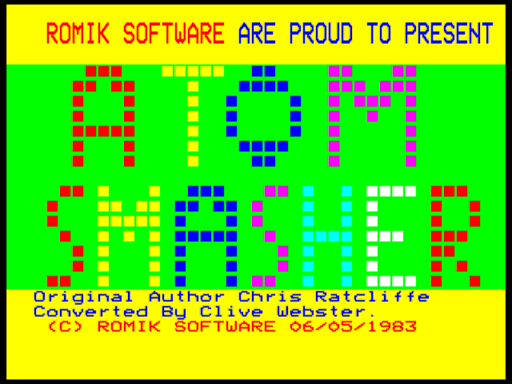 ROMIK SOFTWARE ARE PROUD TO PRESENT
ATOM
SMASHER
Original Author Chris Ratcliffe
Converted By Clive Webster.
(C) ROMIK SOFTWARE 06/05/1983